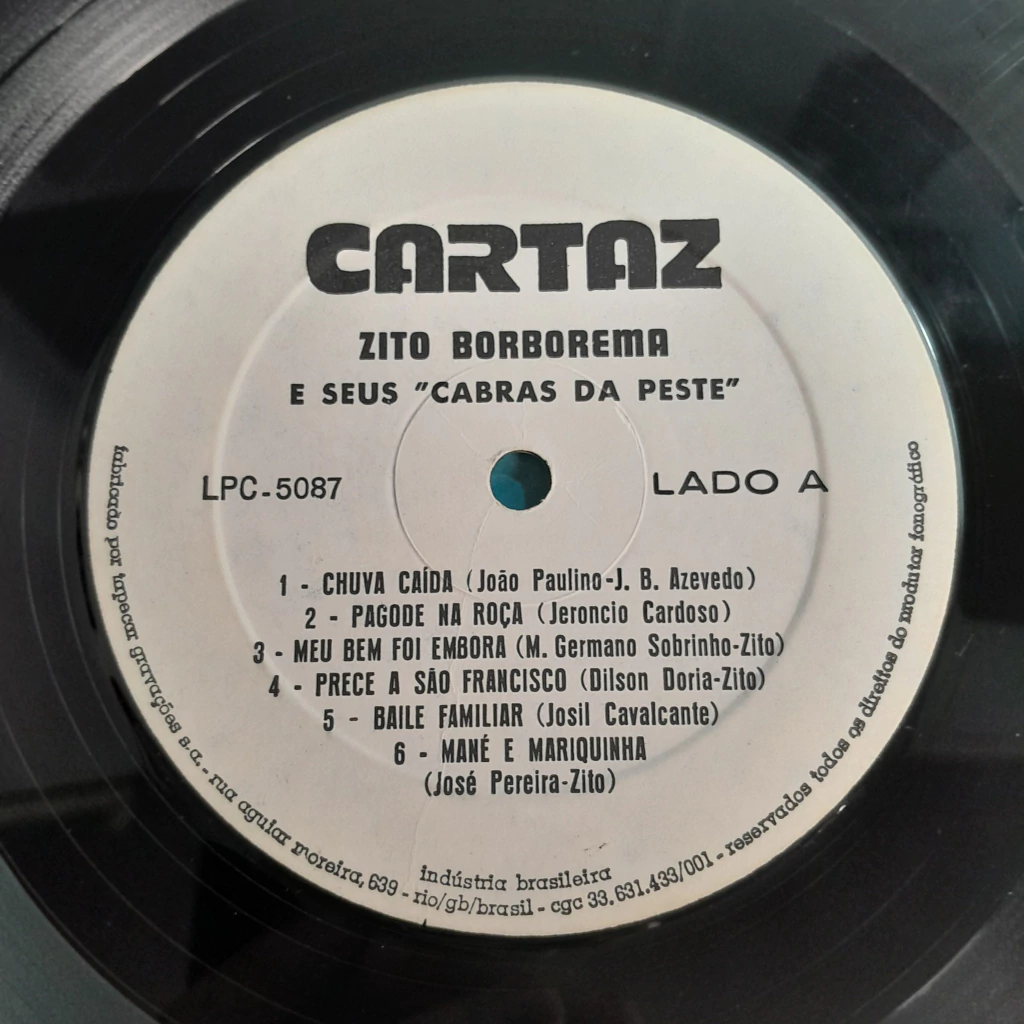 CARTAZ
ZITO BORBOREMA
E SEUS "CABRAS DA PESTE"
LPC-5087
LADO A
1 - CHUVA CAÍDA (João Paulino-J. B. Azevedo)
2 - PAGODE NA ROÇA (Jeroncio Cardoso)
3 - MEU BEM FOI EMBORA (M. Germano Sobrinho-Zito)
4 - PRECE A SÃO FRANCISCO (Dilson Doria-Zito)
5 - BAILE FAMILIAR (Josil Cavalcante)
6 - MANÉ E MARIQUINHA
(José Pereira-Zito)
indústria brasileira
fabricado por tapecar gravações s.a. - rua aguiar moreira, 639 - rio/gb/brasil - cgc 33.631.433/001 - reservados todos os direitos do produtor fonográfico